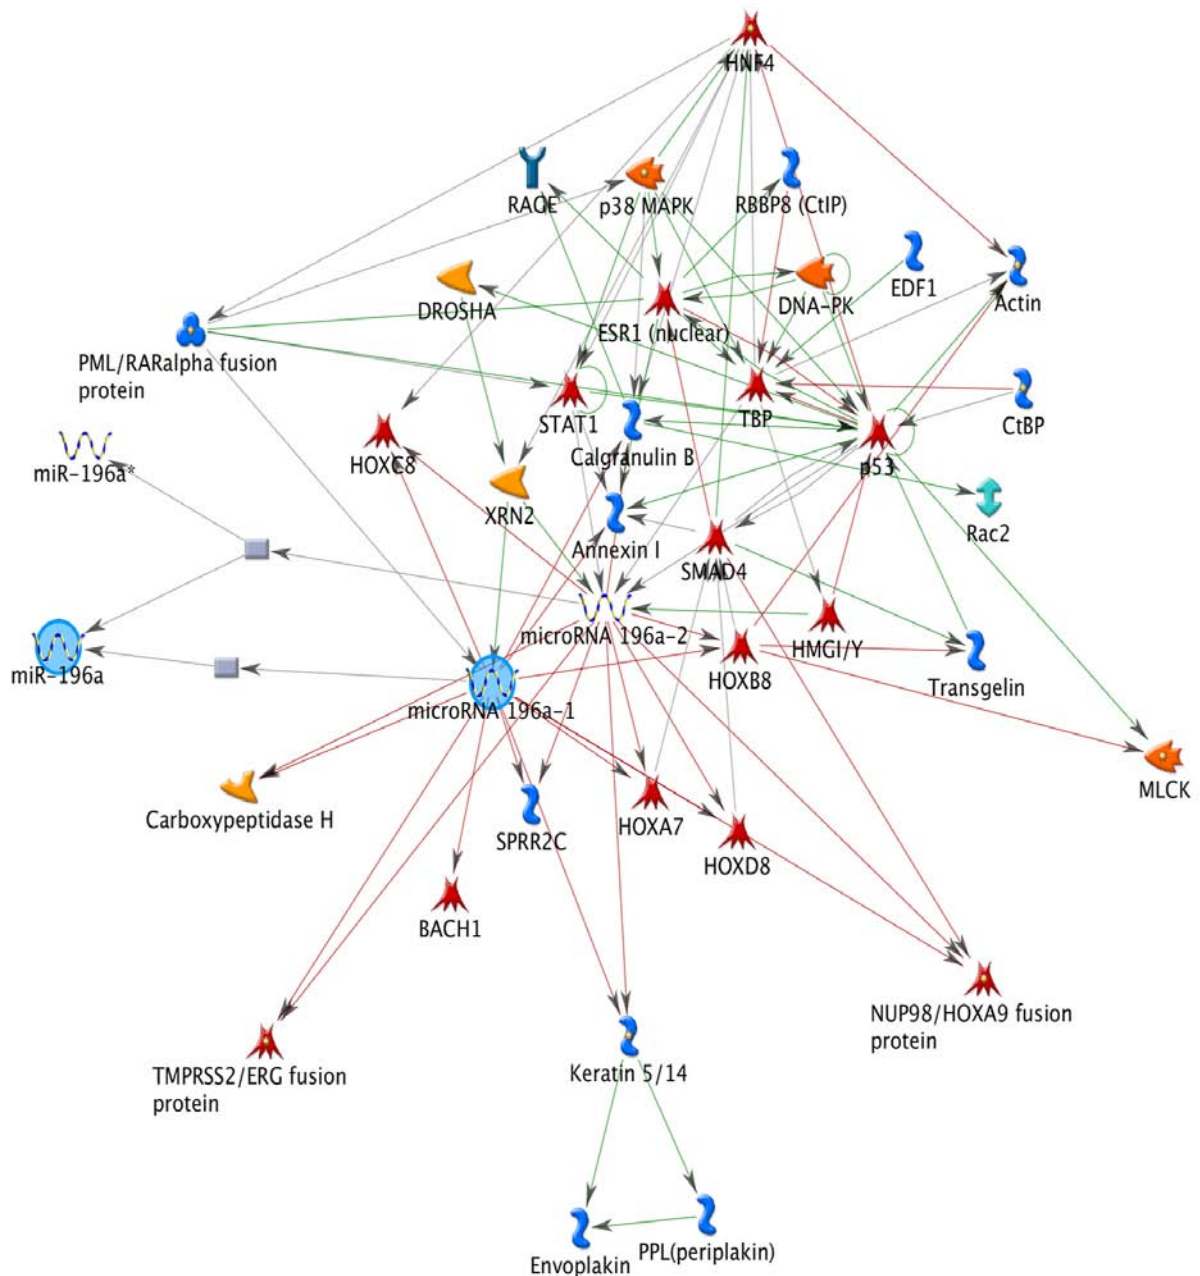 HNF4
RAGE
p38 MAPK
RBBP8 (CtIP)
EDF1
DROSHA
DNA-PK
Actin
ESR1 (nuclear)
PML/RARalpha fusion
protein
STAT1
TBP
CtBP
miR-196a*
HOXC8
Calgranulin B
p53
XRN2
Rac2
Annexin I
SMAD4
microRNA 196a-2
HMGI/Y
miR-196a
HOXB8
Transgelin
microRNA 196a-1
MLCK
Carboxypeptidase H
SPRR2C
HOXA7
HOXD8
BACH1
NUP98/HOXA9 fusion
protein
TMPRSS2/ERG fusion
protein
Keratin 5/14
Envoplakin
PPL(periplakin)